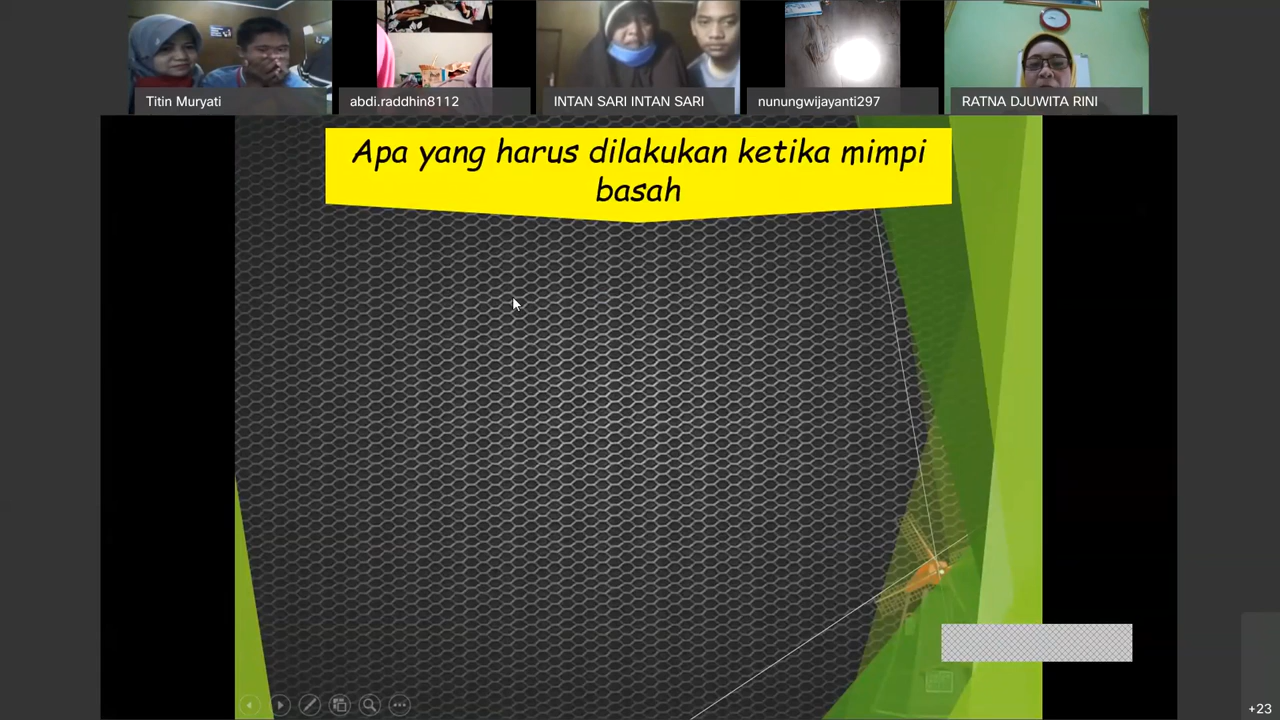 Titin Muryati
abdi.raddhin8112
INTAN SARI INTAN SARI
nunungwijayanti297
RATNA DJUWITA RINI
Apa yang harus dilakukan ketika mimpi
basah
+23